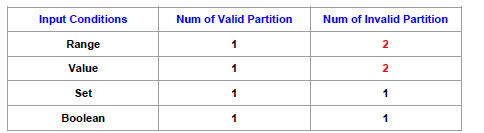 Input Conditions Num of Valid Partition Num of Invalid Partition
Range 1 2
Value 1 2
Set 1 1
Boolean 1 1